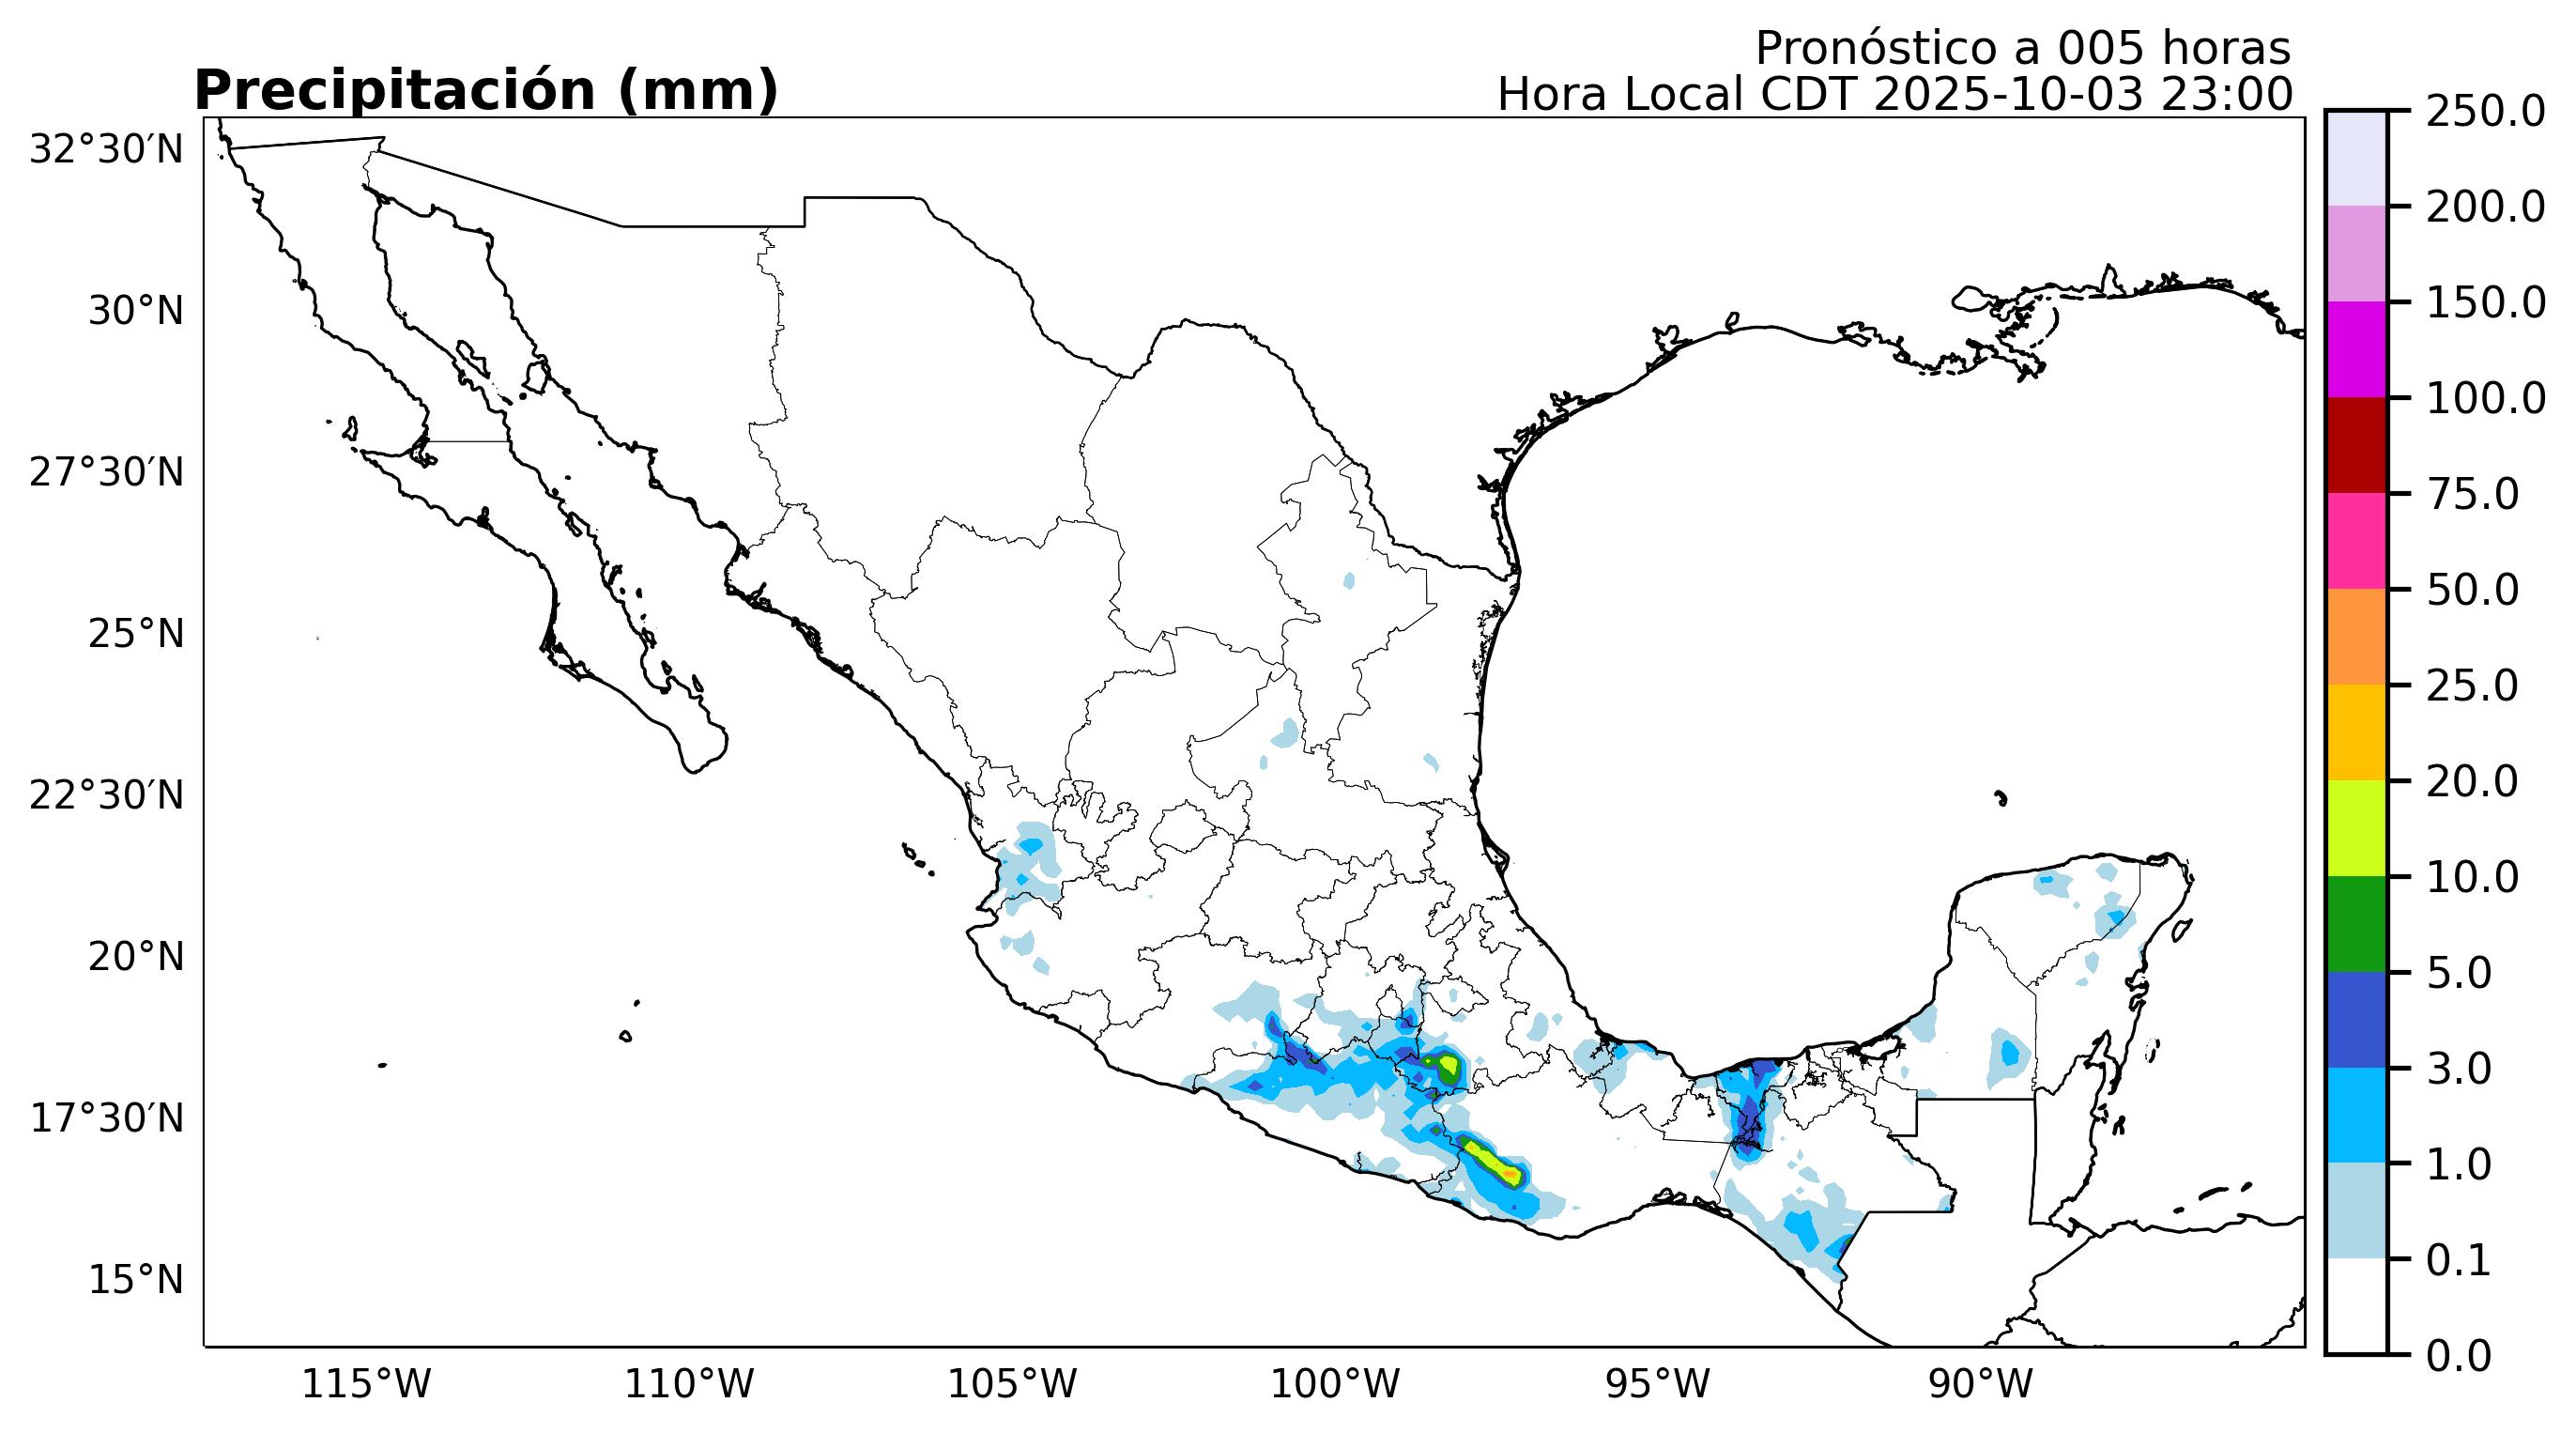 Pronóstico a 005 horas
Precipitación (mm)
Hora Local CDT 2025-10-03 23:00
32°30′N
30°N
27°30′N
25°N
22°30′N
20°N
17°30′N
15°N
115°W
110°W
105°W
100°W
95°W
90°W
250.0
200.0
150.0
100.0
75.0
50.0
25.0
20.0
10.0
5.0
3.0
1.0
0.1
0.0